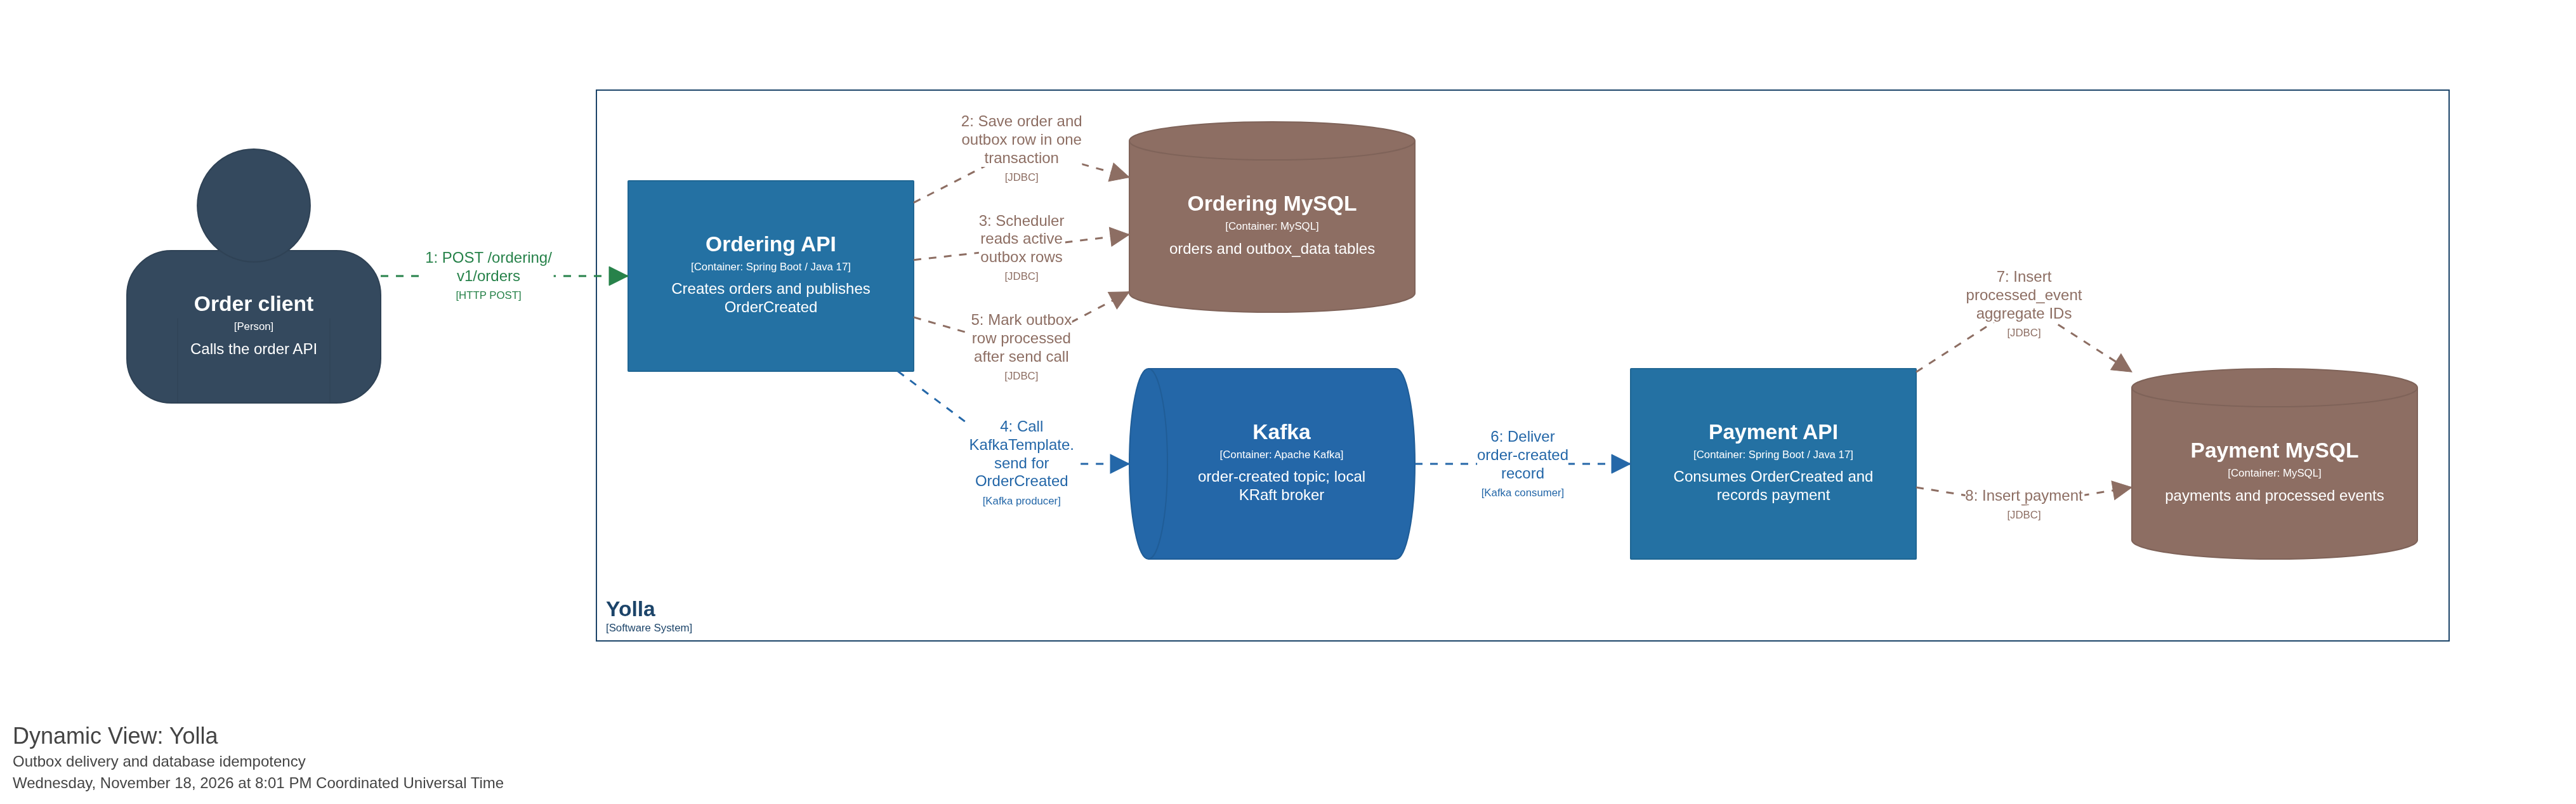 Order client
[Person]
Calls the order API
1: POST /ordering/
v1/orders
[HTTP POST]
Ordering API
[Container: Spring Boot / Java 17]
Creates orders and publishes
OrderCreated
2: Save order and
outbox row in one
transaction
[JDBC]
3: Scheduler
reads active
outbox rows
[JDBC]
5: Mark outbox
row processed
after send call
[JDBC]
4: Call
KafkaTemplate.
send for
OrderCreated
[Kafka producer]
Ordering MySQL
[Container: MySQL]
orders and outbox_data tables
Kafka
[Container: Apache Kafka]
order-created topic; local
KRaft broker
6: Deliver
order-created
record
[Kafka consumer]
Payment API
[Container: Spring Boot / Java 17]
Consumes OrderCreated and
records payment
7: Insert
processed_event
aggregate IDs
[JDBC]
8: Insert payment
[JDBC]
Payment MySQL
[Container: MySQL]
payments and processed events
Yolla
[Software System]
Dynamic View: Yolla
Outbox delivery and database idempotency
Wednesday, November 18, 2026 at 8:01 PM Coordinated Universal Time